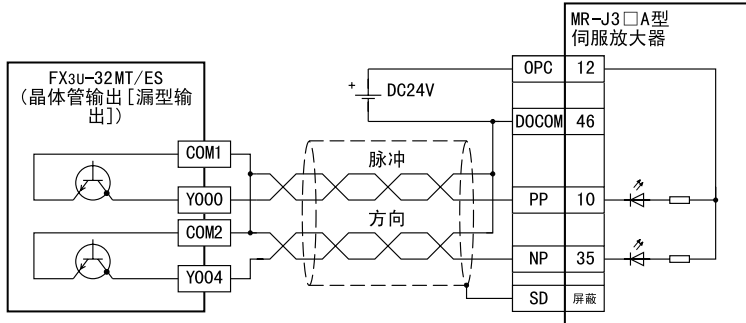 MR-J3□A型
伺服放大器
OPC 12
FX3U-32MT/ES
(晶体管输出[漏型输
出])
+ DC24V
DOCOM 46
COM1
脉冲
Y000
PP 10
方向
COM2
Y004
NP 35
SD 屏蔽